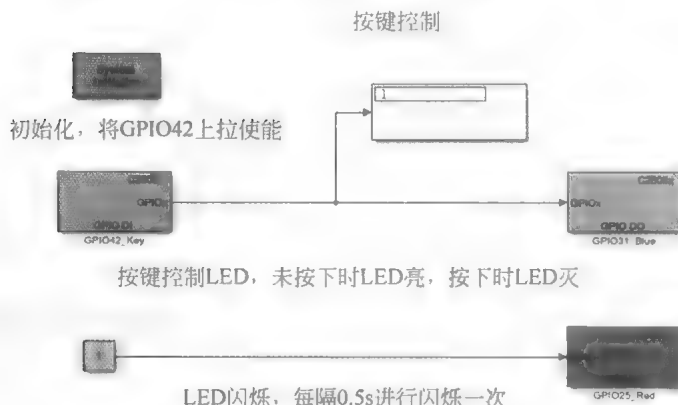 按键控制
1
初始化，将GPIO42上拉使能
GPIOx
GPIO DI
GPIO42_Key
GPIOx
GPIO DO
GPIO31_Blue
按键控制LED，未按下时LED亮，按下时LED灭
1
LED闪烁，每隔0.5s进行闪烁一次
GPIO25_Red